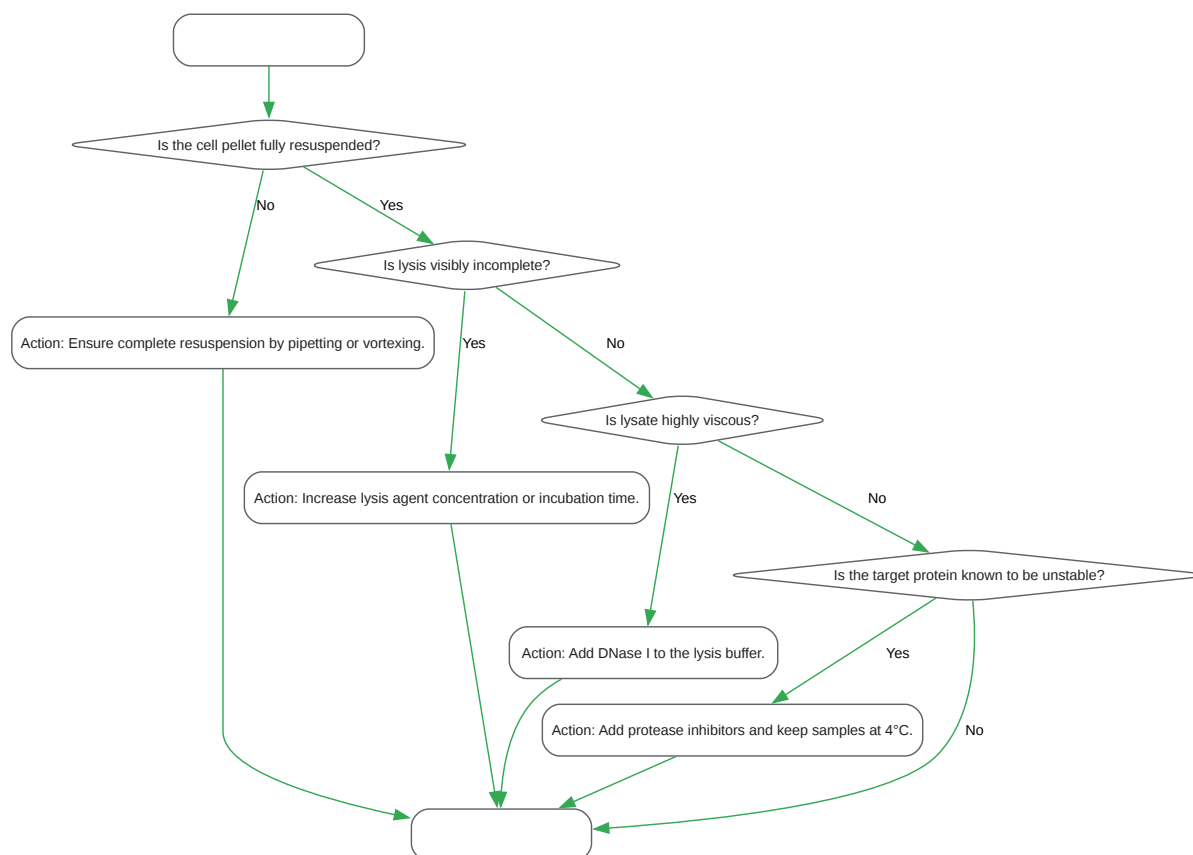 Is the cell pellet fully resuspended?
No
Yes
Is lysis visibly incomplete?
Action: Ensure complete resuspension by pipetting or vortexing.
Yes
No
Is lysate highly viscous?
Action: Increase lysis agent concentration or incubation time.
Yes
No
Is the target protein known to be unstable?
Action: Add DNase I to the lysis buffer.
Yes
Action: Add protease inhibitors and keep samples at 4°C.
No